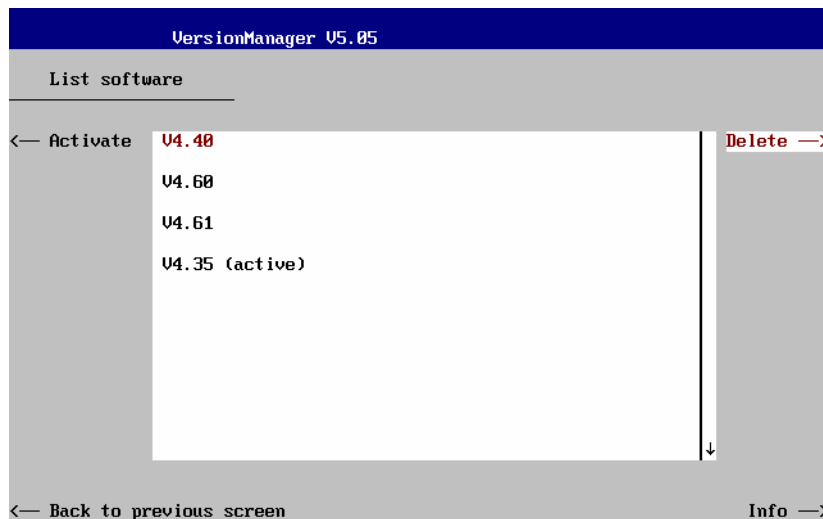 VersionManager V5.05
List software
<— Activate V4.40 Delete —>
V4.60
V4.61
V4.35 (active)
<— Back to previous screen Info —>